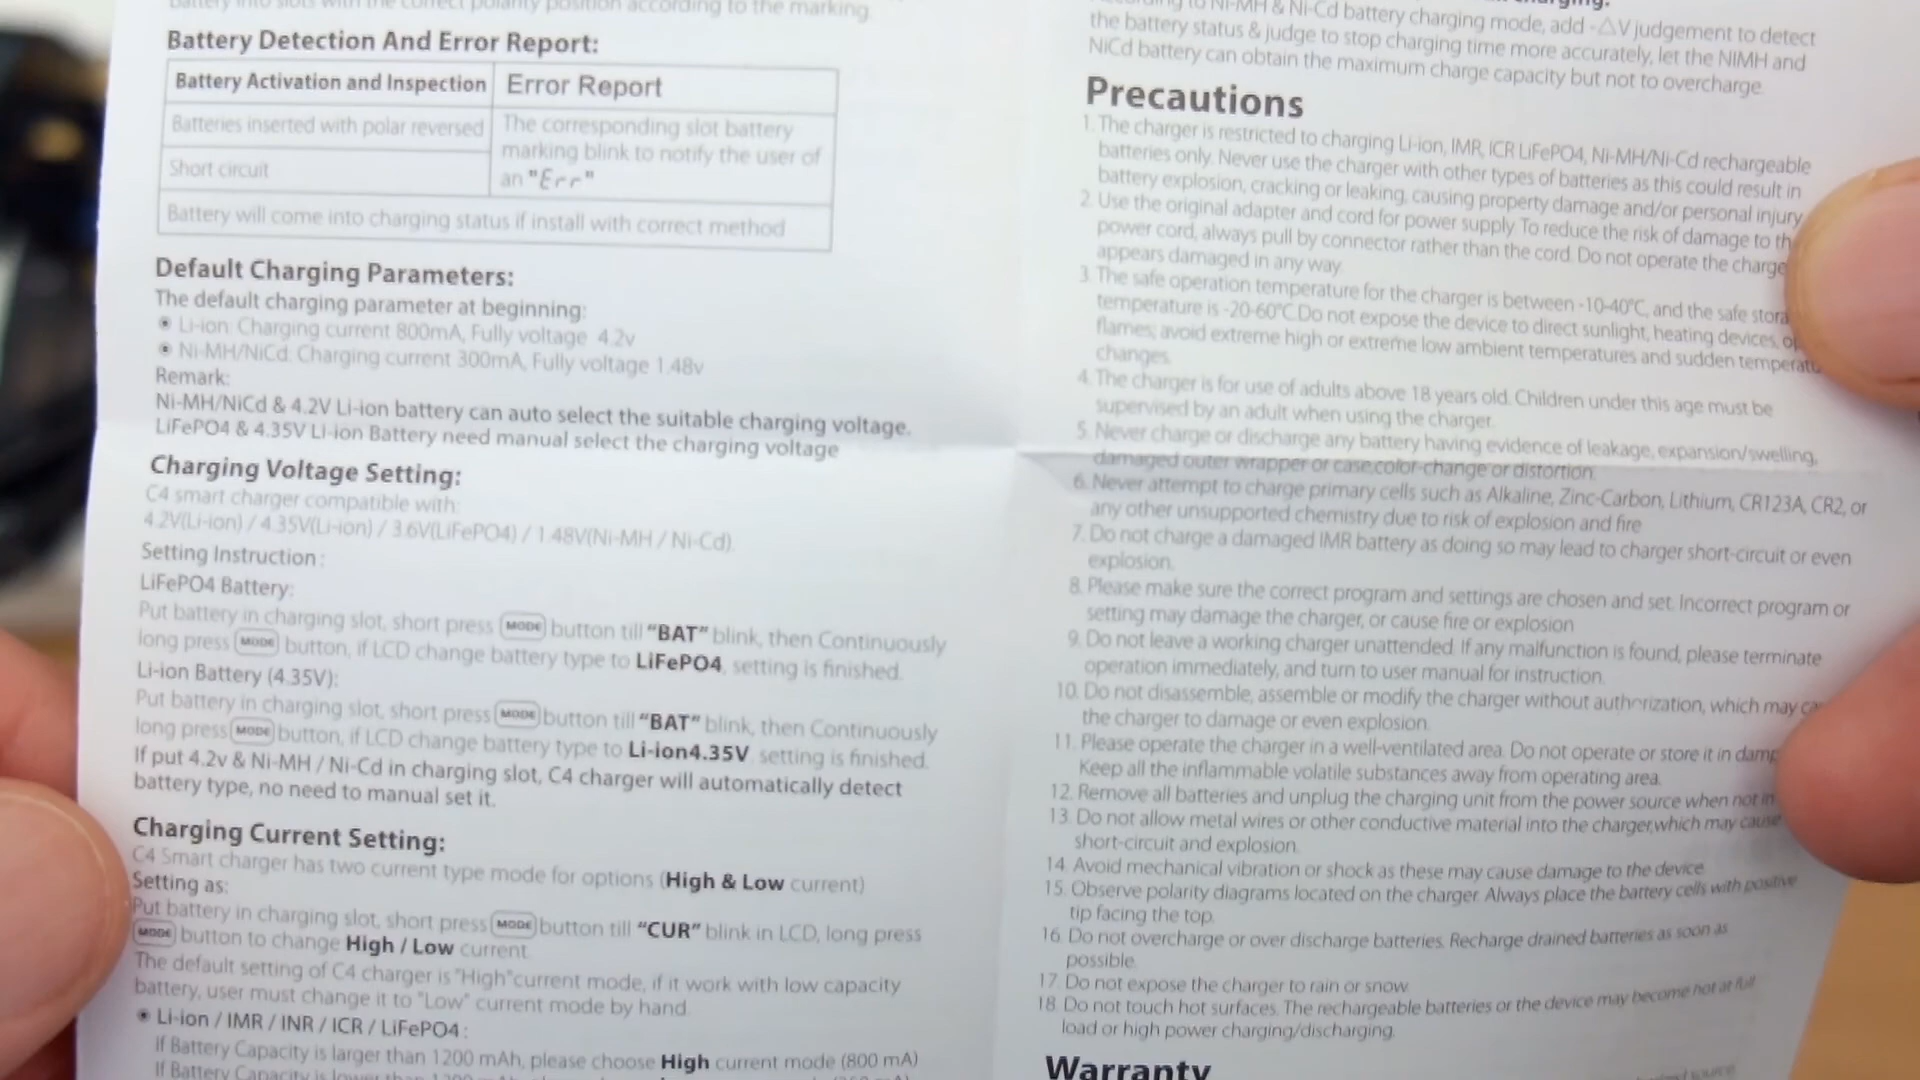 Battery into slots with the correct polarity position according to the marking.
Battery Detection And Error Report:
Battery Activation and Inspection
Error Report
Batteries inserted with polar reversed
The corresponding slot battery
marking blink to notify the user of
an "Err"
Short circuit
Battery will come into charging status if install with correct method
Default Charging Parameters:
The default charging parameter at beginning:
Li-ion: Charging current 800mA, Fully voltage 4.2v
Ni-MH/NiCd: Charging current 300mA, Fully voltage 1.48v
Remark:
Ni-MH/NiCd & 4.2V Li-ion battery can auto select the suitable charging voltage.
LiFePO4 & 4.35V LI-ion Battery need manual select the charging voltage
Charging Voltage Setting:
C4 smart charger compatible with:
4.2V(Li-ion) / 4.35V(Li-ion) / 3.6V(LiFePO4) / 1.48V(Ni-MH / Ni-Cd).
Setting Instruction :
LiFePO4 Battery:
Put battery in charging slot, short press MODE button till "BAT" blink, then Continuously
long press MODE button, if LCD change battery type to LiFePO4, setting is finished.
Li-ion Battery (4.35V):
Put battery in charging slot, short press MODE button till "BAT" blink, then Continuously
long press MODE button, if LCD change battery type to Li-ion4.35V, setting is finished.
If put 4.2v & Ni-MH / Ni-Cd in charging slot, C4 charger will automatically detect
battery type, no need to manual set it.
Charging Current Setting:
C4 Smart charger has two current type mode for options (High & Low current)
Setting as:
Put battery in charging slot, short press MODE button till "CUR" blink in LCD, long press
MODE button to change High / Low current.
The default setting of C4 charger is "High"current mode, if it work with low capacity
battery, user must change it to "Low" current mode by hand.
Li-ion / IMR / INR / ICR / LiFePO4 :
If Battery Capacity is larger than 1200 mAh, please choose High current mode (800 mA)
If Battery Capacity is
According to Ni-MH & Ni-Cd battery charging mode, add -△V judgement to detect
the battery status & judge to stop charging time more accurately, let the NIMH and
NiCd battery can obtain the maximum charge capacity but not to overcharge.
Precautions
1. The charger is restricted to charging Li-ion, IMR, ICR LiFePO4, Ni-MH/Ni-Cd rechargeable
batteries only. Never use the charger with other types of batteries as this could result in
battery explosion, cracking or leaking, causing property damage and/or personal injury.
2. Use the original adapter and cord for power supply. To reduce the risk of damage to th
power cord, always pull by connector rather than the cord. Do not operate the charge
appears damaged in any way.
3. The safe operation temperature for the charger is between -10-40°C, and the safe stora
temperature is -20-60°C.Do not expose the device to direct sunlight, heating devices, op
flames; avoid extreme high or extreme low ambient temperatures and sudden temperatu
changes.
4. The charger is for use of adults above 18 years old. Children under this age must be
supervised by an adult when using the charger.
5. Never charge or discharge any battery having evidence of leakage, expansion/swelling,
damaged outer wrapper or case,color-change or distortion.
6. Never attempt to charge primary cells such as Alkaline, Zinc-Carbon, Lithium, CR123A, CR2, or
any other unsupported chemistry due to risk of explosion and fire
7. Do not charge a damaged IMR battery as doing so may lead to charger short-circuit or even
explosion.
8. Please make sure the correct program and settings are chosen and set. Incorrect program or
setting may damage the charger, or cause fire or explosion
9. Do not leave a working charger unattended. If any malfunction is found, please terminate
operation immediately, and turn to user manual for instruction.
10. Do not disassemble, assemble or modify the charger without authorization, which may ca
the charger to damage or even explosion.
11. Please operate the charger in a well-ventilated area. Do not operate or store it in damp
Keep all the inflammable volatile substances away from operating area.
12. Remove all batteries and unplug the charging unit from the power source when not in
13. Do not allow metal wires or other conductive material into the charger,which may cause
short-circuit and explosion.
14. Avoid mechanical vibration or shock as these may cause damage to the device
15. Observe polarity diagrams located on the charger. Always place the battery cells with positive
tip facing the top.
16. Do not overcharge or over discharge batteries. Recharge drained batteries as soon as
possible.
17. Do not expose the charger to rain or snow
18. Do not touch hot surfaces. The rechargeable batteries or the device may become hot at full
load or high power charging/discharging.
Warranty